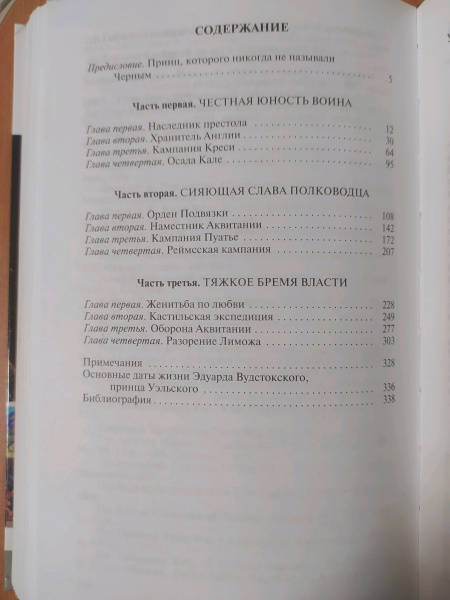 СОДЕРЖАНИЕ
Предисловие. Принц, которого никогда не называли
Черным . . . . . . . . . . . . . . . . . . . . 5
Часть первая. ЧЕСТНАЯ ЮНОСТЬ ВОИНА
Глава первая. Наследник престола . . . . . . . . . . 12
Глава вторая. Хранитель Англии . . . . . . . . . . 30
Глава третья. Кампания Креси . . . . . . . . . . 64
Глава четвертая. Осада Кале . . . . . . . . . . 95
Часть вторая. СИЯЮЩАЯ СЛАВА ПОЛКОВОДЦА
Глава первая. Орден Подвязки . . . . . . . . . . 108
Глава вторая. Наместник Аквитании . . . . . . . . . . 142
Глава третья. Кампания Пуатье . . . . . . . . . . 172
Глава четвертая. Реймсская кампания . . . . . . . . . . 207
Часть третья. ТЯЖКОЕ БРЕМЯ ВЛАСТИ
Глава первая. Женитьба по любви . . . . . . . . . . 228
Глава вторая. Кастильская экспедиция . . . . . . . . . . 249
Глава третья. Оборона Аквитании . . . . . . . . . . 277
Глава четвертая. Разорение Лиможа . . . . . . . . . . 303
Примечания . . . . . . . . . . 328
Основные даты жизни Эдуарда Вудстокского,
принца Уэльского . . . . . . . . . . 336
Библиография . . . . . . . . . . 338